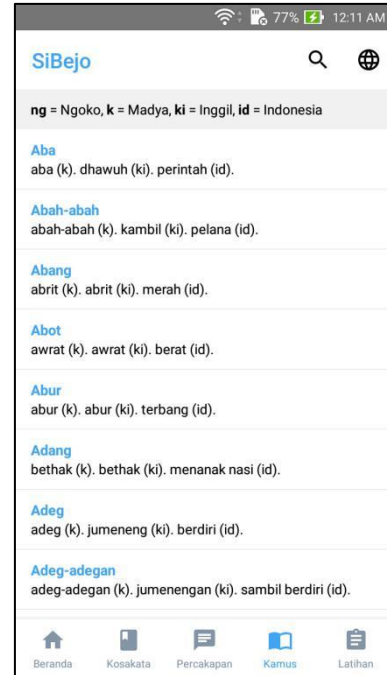 77% 12:11 AM
SiBejo
ng = Ngoko, k = Madya, ki = Inggil, id = Indonesia
Aba
aba (k). dhawuh (ki). perintah (id).
Abah-abah
abah-abah (k). kambil (ki). pelana (id).
Abang
abrit (k). abrit (ki). merah (id).
Abot
awrat (k). awrat (ki). berat (id).
Abur
abur (k). abur (ki). terbang (id).
Adang
bethak (k). bethak (ki). menanak nasi (id).
Adeg
adeg (k). jumeneng (ki). berdiri (id).
Adeg-adegan
adeg-adegan (k). jumenengan (ki). sambil berdiri (id).
Beranda Kosakata Percakapan Kamus Latihan